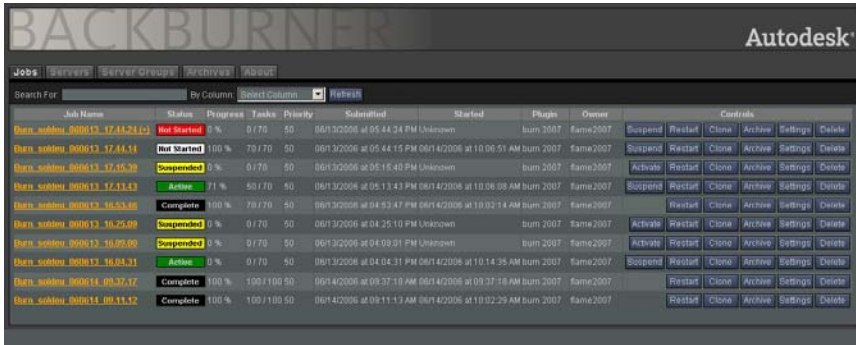 BACKBURNER
Autodesk
Jobs Servers Server Groups Archives About
Search For: By Column: Select Column Refresh
Job Name Status Progress Tasks Priority Submitted Started Plugin Owner Controls
Burn_soldeu_060613_17.44.24 (+) Not Started 0 % 0 / 70 50 06/13/2006 at 05:44:24 PM Unknown burn 2007 flame2007 Suspend Restart Clone Archive Settings Delete
Burn_soldeu_060613_17.44.14 Not Started 100 % 70 / 70 50 06/13/2006 at 05:44:15 PM 06/14/2006 at 10:06:51 AM burn 2007 flame2007 Suspend Restart Clone Archive Settings Delete
Burn_soldeu_060613_17.15.39 Suspended 0 % 0 / 70 50 06/13/2006 at 05:15:40 PM Unknown burn 2007 flame2007 Activate Restart Clone Archive Settings Delete
Burn_soldeu_060613_17.13.43 Active 71 % 50 / 70 50 06/13/2006 at 05:13:43 PM 06/14/2006 at 10:06:08 AM burn 2007 flame2007 Suspend Restart Clone Archive Settings Delete
Burn_soldeu_060613_16.53.46 Complete 100 % 70 / 70 50 06/13/2006 at 04:53:47 PM 06/14/2006 at 10:02:14 AM burn 2007 flame2007 Restart Clone Archive Settings Delete
Burn_soldeu_060613_16.25.09 Suspended 0 % 0 / 70 50 06/13/2006 at 04:25:10 PM Unknown burn 2007 flame2007 Activate Restart Clone Archive Settings Delete
Burn_soldeu_060613_16.09.00 Suspended 0 % 0 / 70 50 06/13/2006 at 04:09:01 PM Unknown burn 2007 flame2007 Activate Restart Clone Archive Settings Delete
Burn_soldeu_060613_16.04.31 Active 0 % 0 / 70 50 06/13/2006 at 04:04:31 PM 06/14/2006 at 10:14:35 AM burn 2007 flame2007 Suspend Restart Clone Archive Settings Delete
Burn_soldeu_060614_09.37.17 Complete 100 % 100 / 100 50 06/14/2006 at 09:37:18 AM 06/14/2006 at 09:37:18 AM burn 2007 flame2007 Restart Clone Archive Settings Delete
Burn_soldeu_060614_09.11.12 Complete 100 % 100 / 100 50 06/14/2006 at 09:11:13 AM 06/14/2006 at 10:02:29 AM burn 2007 flame2007 Restart Clone Archive Settings Delete